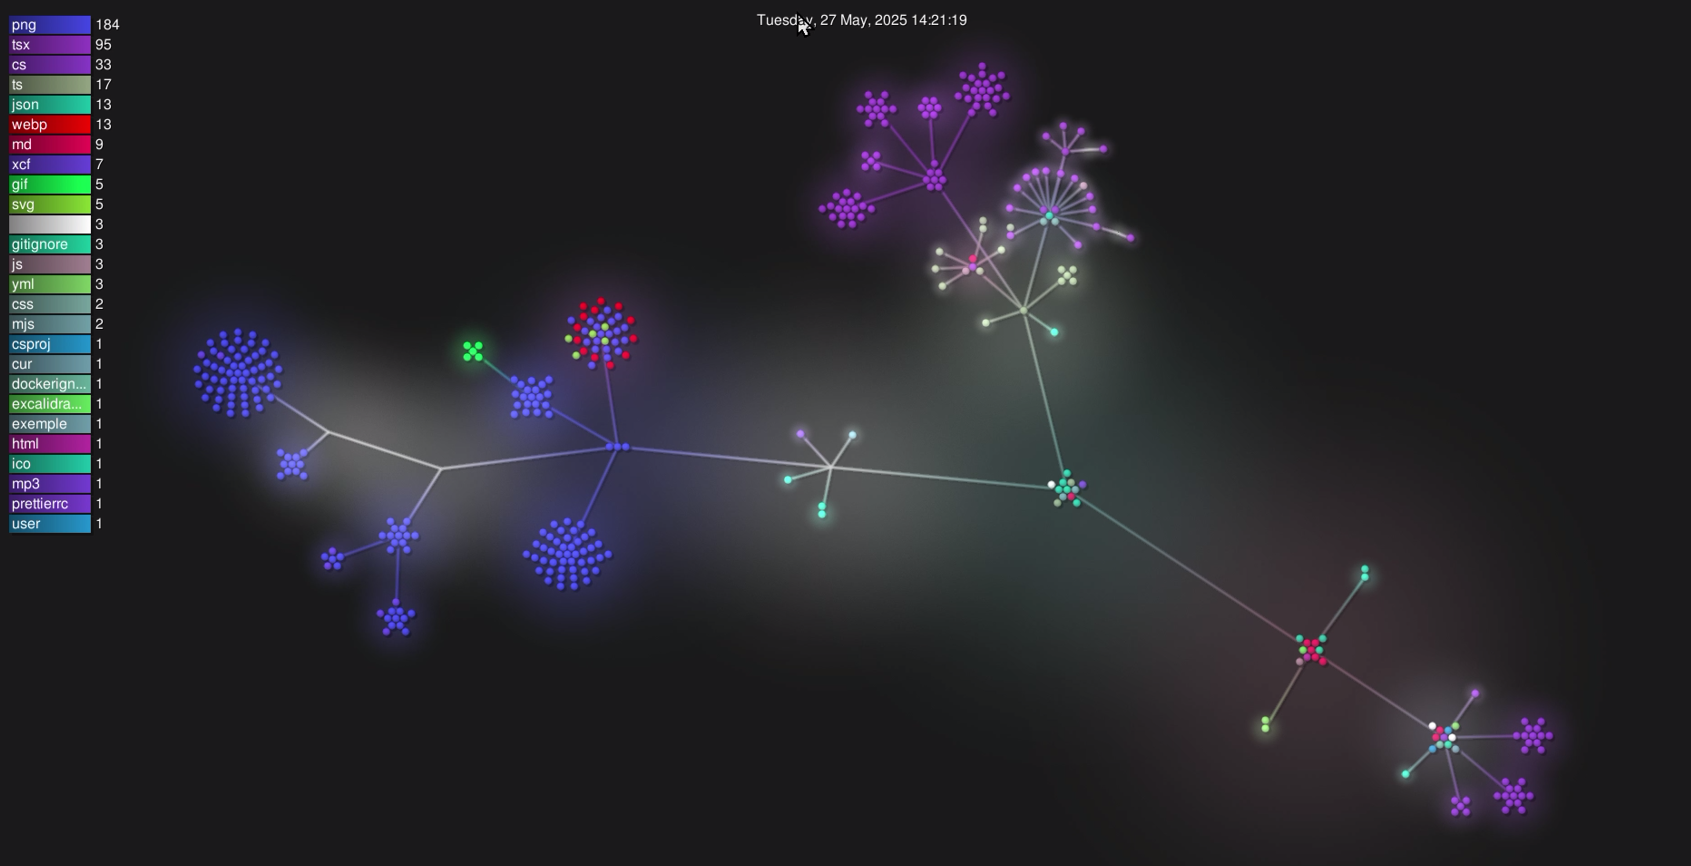 Tuesday, 27 May, 2025 14:21:19
png 184
tsx 95
cs 33
ts 17
json 13
webp 13
md 9
xcf 7
gif 5
svg 5
3
gitignore 3
js 3
yml 3
css 2
mjs 2
csproj 1
cur 1
dockerign... 1
excalidra... 1
exemple 1
html 1
ico 1
mp3 1
prettierrc 1
user 1